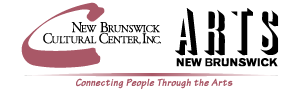 New Brunswick
Cultural Center, Inc.
ARTS
NEW BRUNSWICK
Connecting People Through the Arts